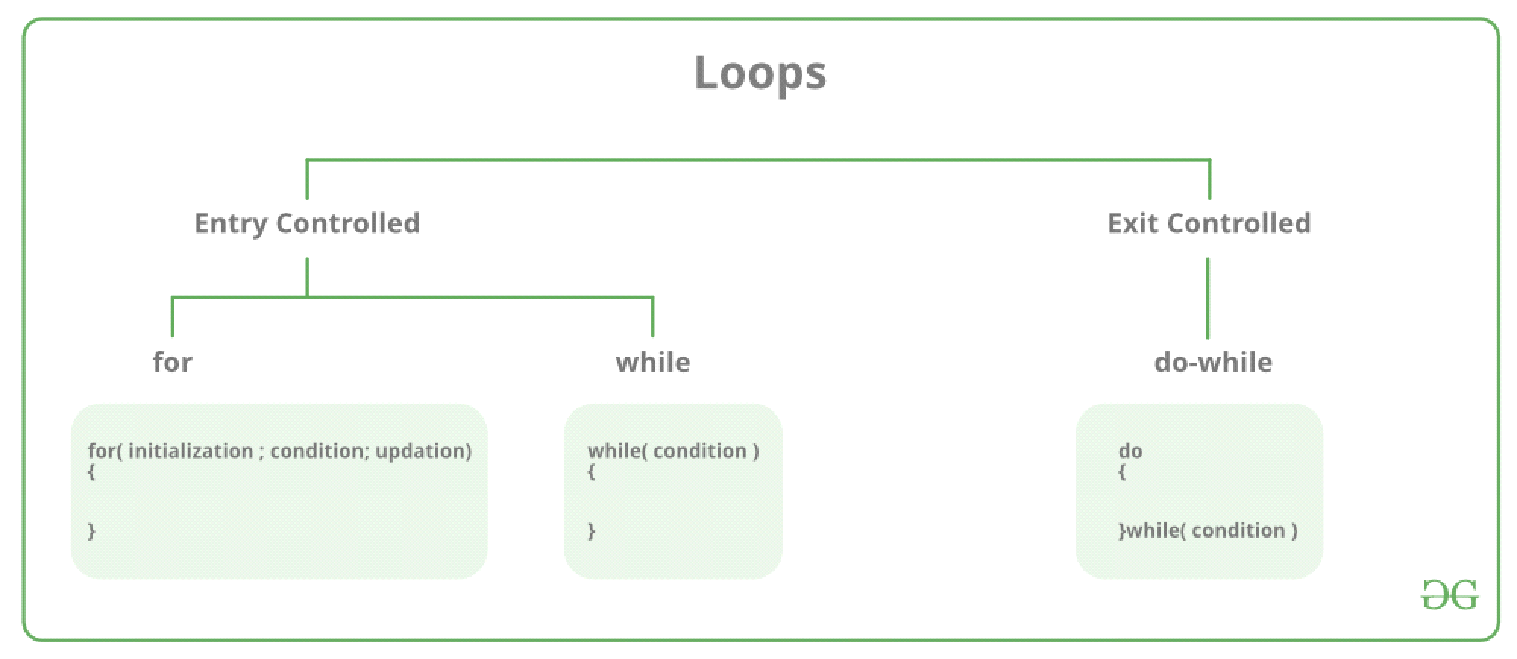 Loops
Entry Controlled
Exit Controlled
for
while
do-while
for( initialization ; condition; updation)
{
}
while( condition )
{
}
do
{
}while( condition )